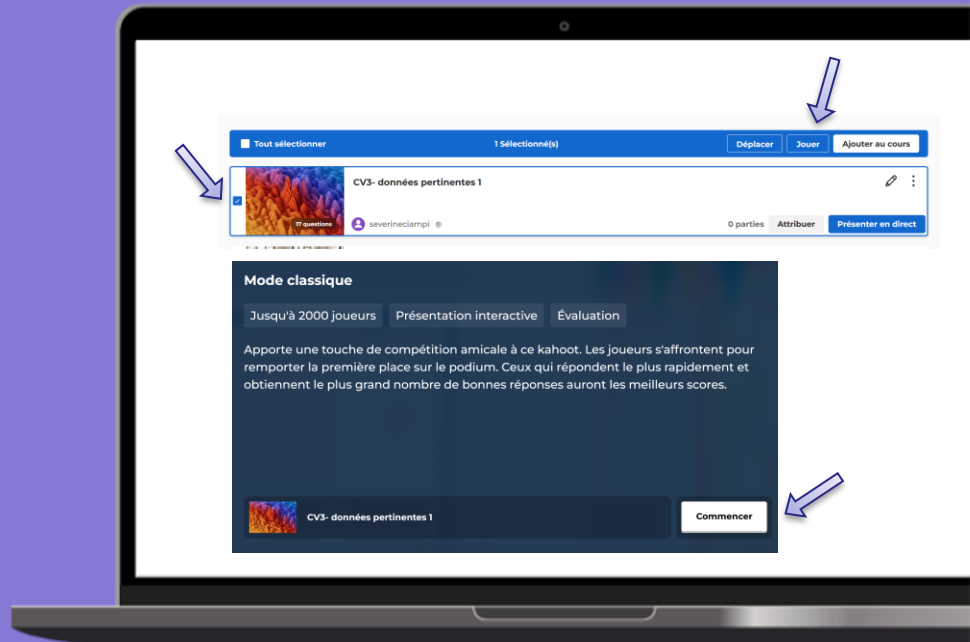 Tout sélectionner 1 Sélectionné(s) Déplacer Jouer Ajouter au cours
CV3- données pertinentes 1
17 questions severineciampi 0 parties Attribuer Présenter en direct
Mode classique
Jusqu'à 2000 joueurs Présentation interactive Évaluation
Apporte une touche de compétition amicale à ce kahoot. Les joueurs s'affrontent pour
remporter la première place sur le podium. Ceux qui répondent le plus rapidement et
obtiennent le plus grand nombre de bonnes réponses auront les meilleurs scores.
CV3- données pertinentes 1 Commencer